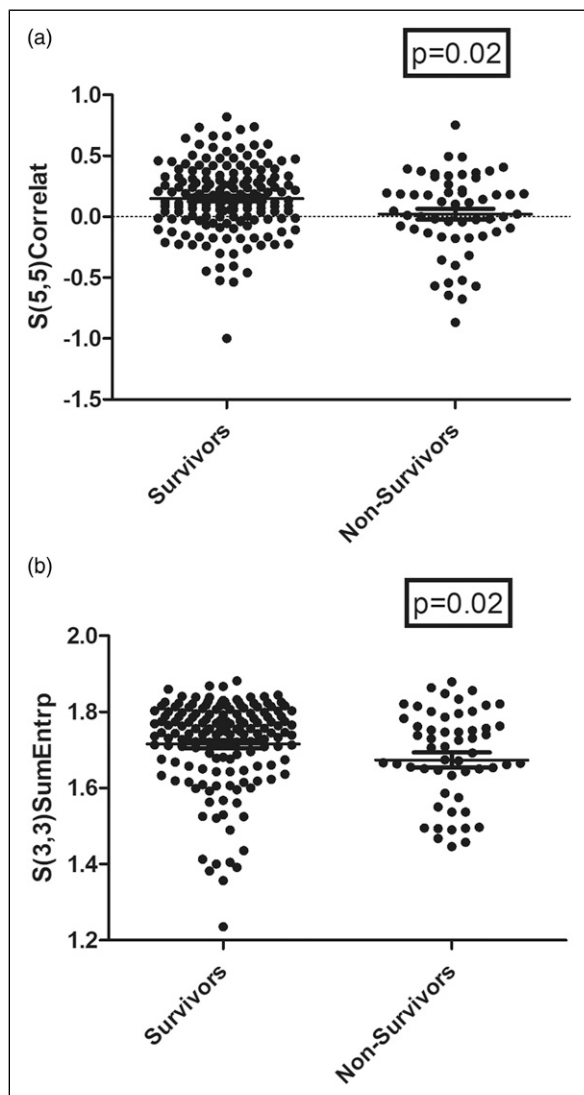 (a)
p=0.02
S(5,5)Correlat
1.0
0.5
0.0
-0.5
-1.0
-1.5
Survivors
Non-Survivors
(b)
p=0.02
S(3,3)SumEntrp
2.0
1.8
1.6
1.4
1.2
Survivors
Non-Survivors